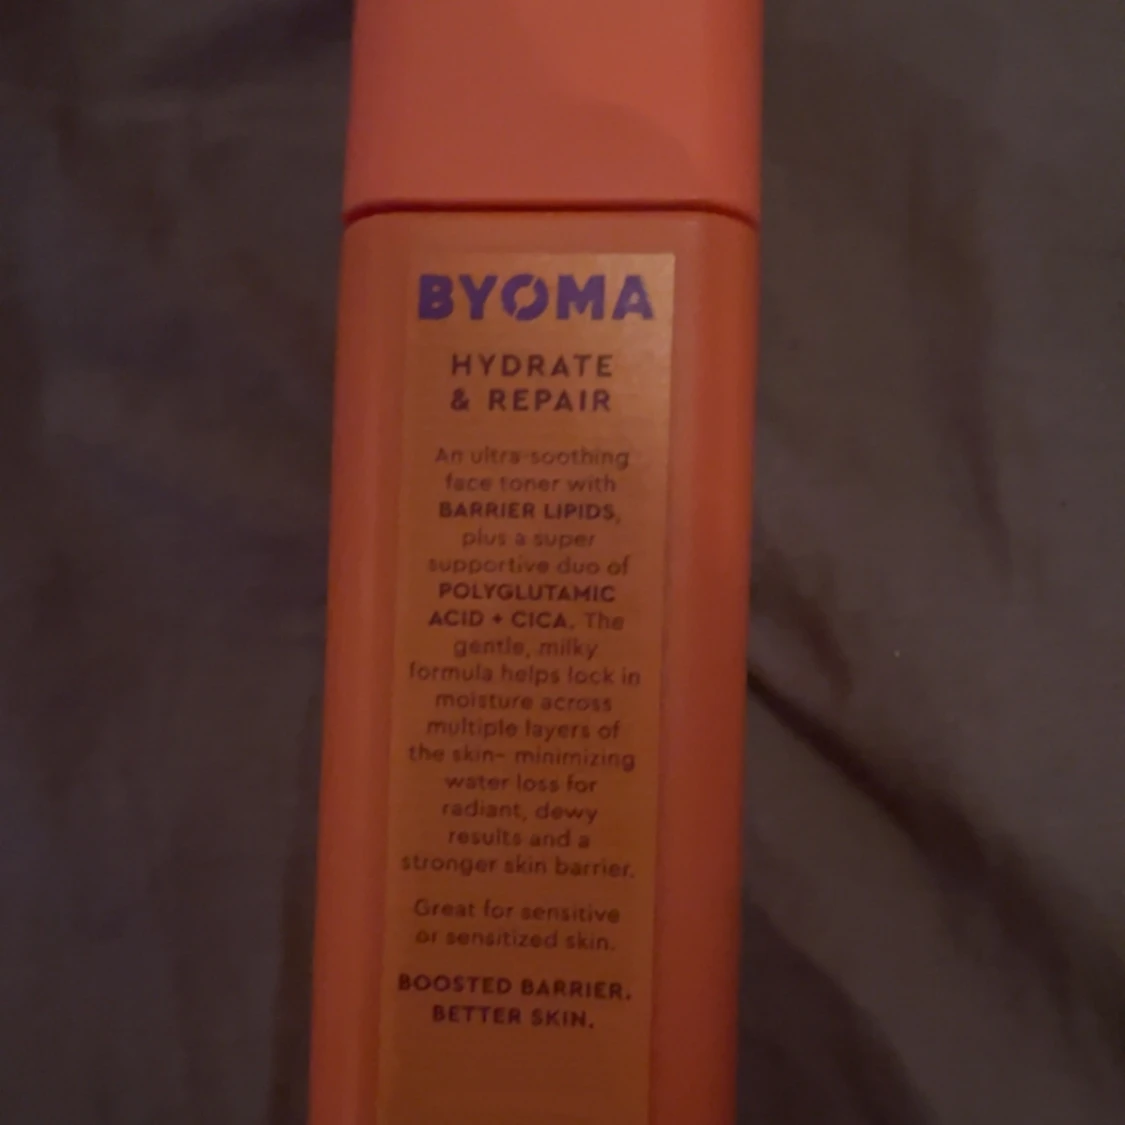 BYOMA
HYDRATE
& REPAIR
An ultra-soothing
face toner with
BARRIER LIPIDS,
plus a super
supportive duo of
POLYGLUTAMIC
ACID + CICA. The
gentle, milky
formula helps lock in
moisture across
multiple layers of
the skin– minimizing
water loss for
radiant, dewy
results and a
stronger skin barrier.
Great for sensitive
or sensitized skin.
BOOSTED BARRIER.
BETTER SKIN.